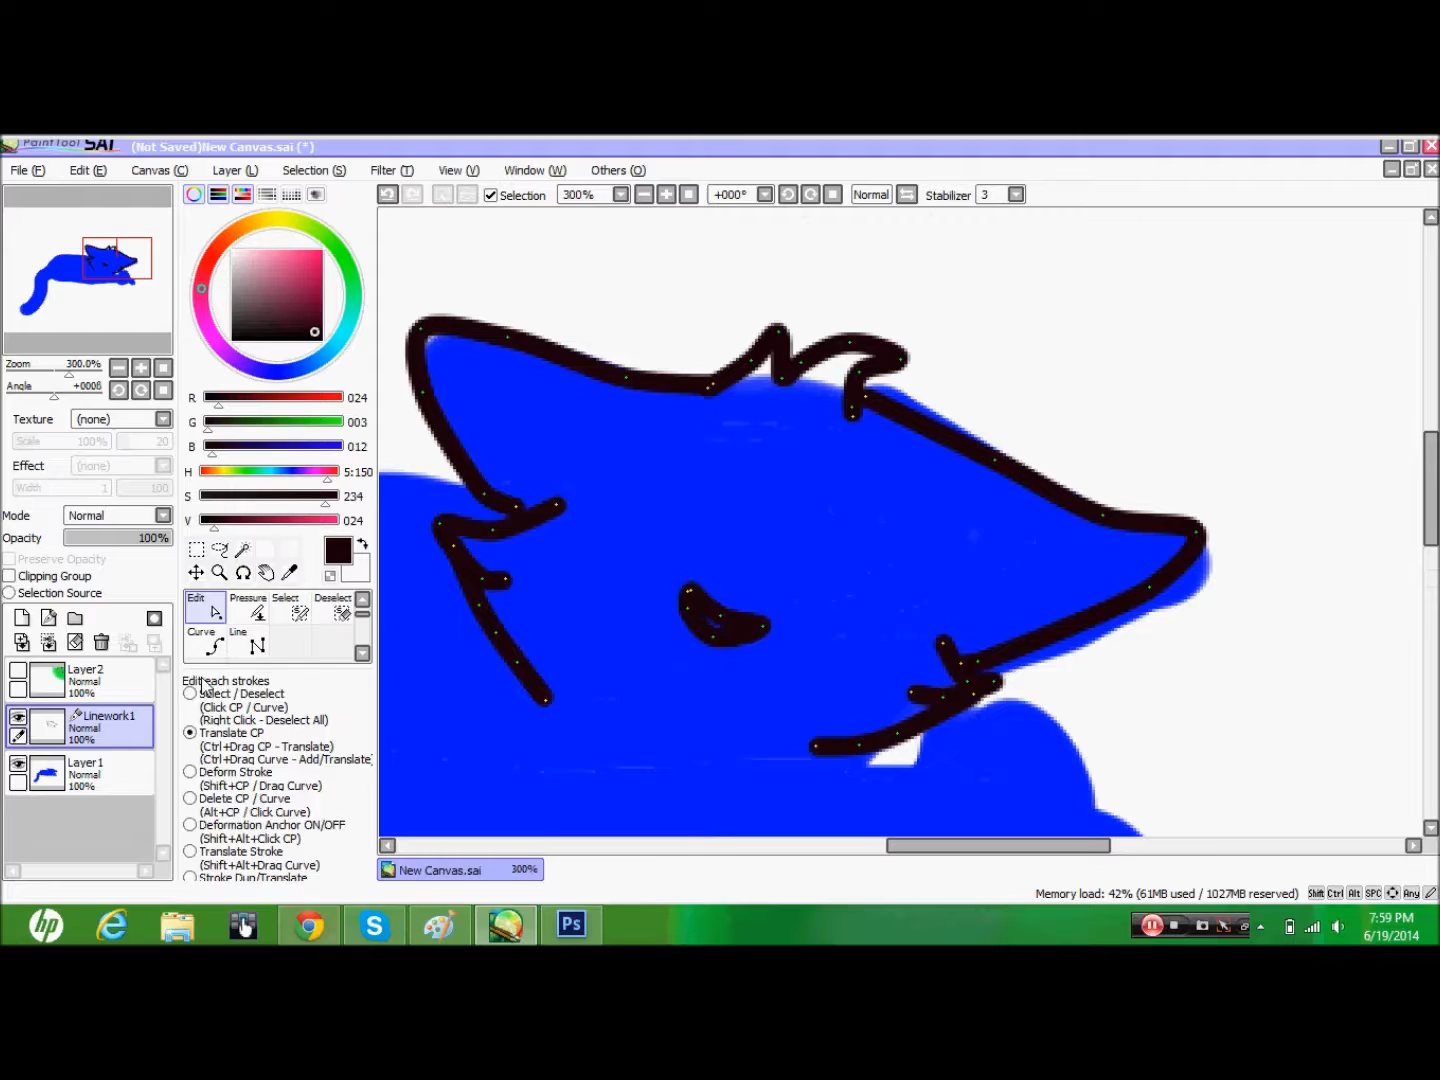 PaintTool SAI (Not Saved)New Canvas.sai (*)
File (F) Edit (E) Canvas (C) Layer (L) Selection (S) Filter (T) View (V) Window (W) Others (O)
Selection 300% +000° Normal Stabilizer 3
Zoom 300.0%
Angle +000ß
Texture (none)
Scale 100% 20
Effect (none)
Width 1 100
Mode Normal
Opacity 100%
Preserve Opacity
Clipping Group
Selection Source
R 024
G 003
B 012
H 5:150
S 234
V 024
Edit Pressure Select Deselect
Curve Line
Layer2
Normal
100%
Linework1
Normal
100%
Layer1
Normal
100%
Edit each strokes
Select / Deselect
(Click CP / Curve)
(Right Click - Deselect All)
Translate CP
(Ctrl+Drag CP - Translate)
(Ctrl+Drag Curve - Add/Translate)
Deform Stroke
(Shift+CP / Drag Curve)
Delete CP / Curve
(Alt+CP / Click Curve)
Deformation Anchor ON/OFF
(Shift+Alt+Click CP)
Translate Stroke
(Shift+Alt+Drag Curve)
Stroke Dup/Translate
New Canvas.sai 300%
Memory load: 42% (61MB used / 1027MB reserved) Shift Ctrl Alt SPC Any
hp
Ps
7:59 PM
6/19/2014